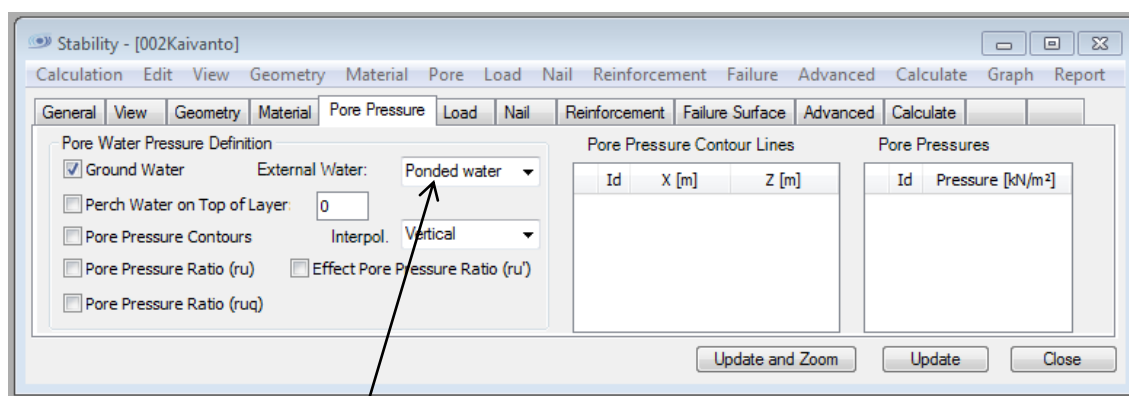 Stability - [002Kaivanto]
Calculation Edit View Geometry Material Pore Load Nail Reinforcement Failure Advanced Calculate Graph Report
General View Geometry Material Pore Pressure Load Nail Reinforcement Failure Surface Advanced Calculate
Pore Water Pressure Definition
Ground Water External Water: Ponded water
Perch Water on Top of Layer: 0
Pore Pressure Contours Interpol. Vertical
Pore Pressure Ratio (ru) Effect Pore Pressure Ratio (ru')
Pore Pressure Ratio (ruq)
Pore Pressure Contour Lines
Id X [m] Z [m]
Pore Pressures
Id Pressure [kN/m²]
Update and Zoom Update Close